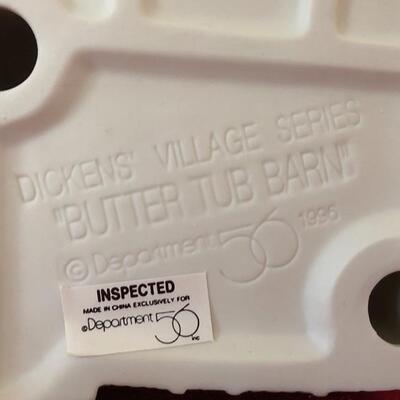 DICKENS' VILLAGE SERIES
"BUTTER TUB BARN"
© Department 56 1996
INSPECTED
MADE IN CHINA EXCLUSIVELY FOR
©Department 56 inc